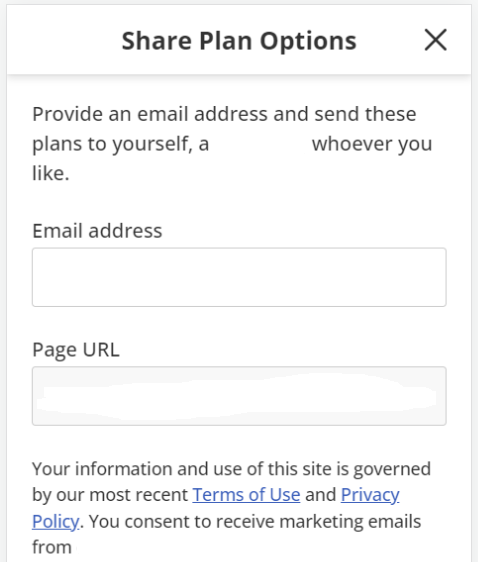 Share Plan Options
Provide an email address and send these
plans to yourself, a whoever you
like.
Email address
Page URL
Your information and use of this site is governed
by our most recent Terms of Use and Privacy
Policy. You consent to receive marketing emails
from